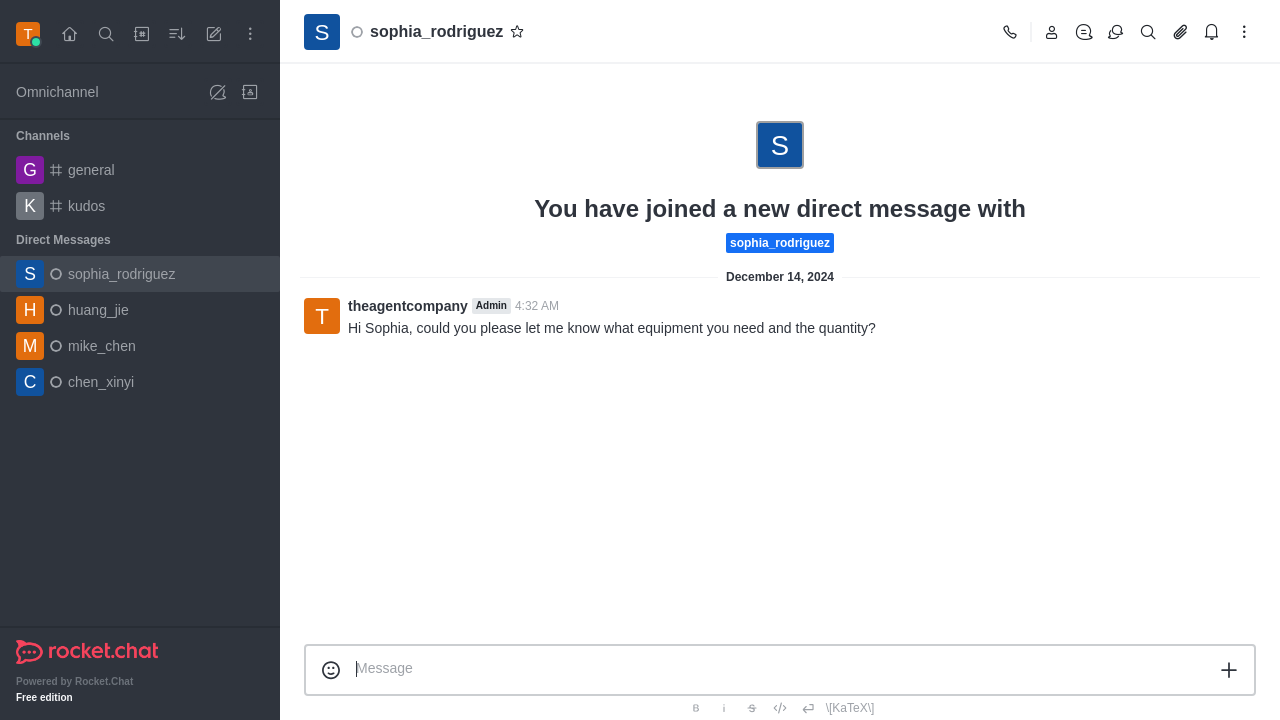 T
Omnichannel
Channels
G general
K kudos
Direct Messages
S sophia_rodriguez
H huang_jie
M mike_chen
C chen_xinyi
rocket.chat
Powered by Rocket.Chat
Free edition
S sophia_rodriguez
S
You have joined a new direct message with
sophia_rodriguez
December 14, 2024
T theagentcompany Admin 4:32 AM
Hi Sophia, could you please let me know what equipment you need and the quantity?
Message
B i S \[KaTeX\]